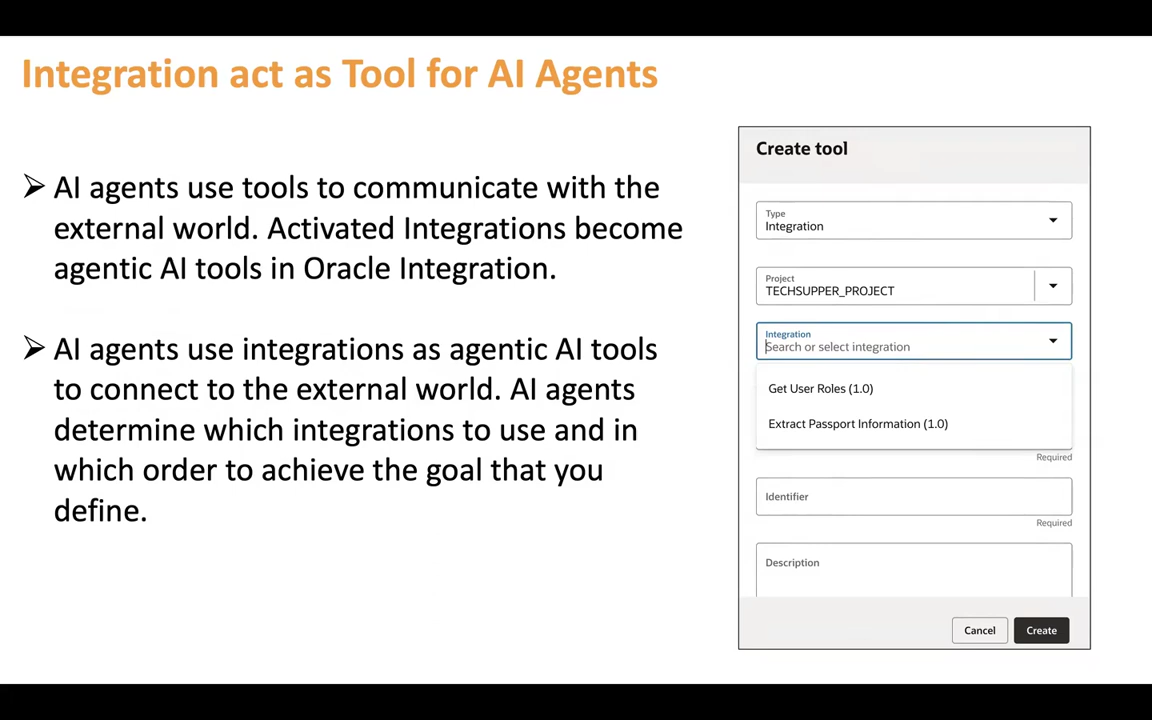 Integration act as Tool for AI Agents
➢ AI agents use tools to communicate with the
external world. Activated Integrations become
agentic AI tools in Oracle Integration.
➢ AI agents use integrations as agentic AI tools
to connect to the external world. AI agents
determine which integrations to use and in
which order to achieve the goal that you
define.
Create tool
Type
Integration
Project
TECHSUPPER_PROJECT
Integration
Search or select integration
Get User Roles (1.0)
Extract Passport Information (1.0)
Required
Identifier
Required
Description
Cancel Create